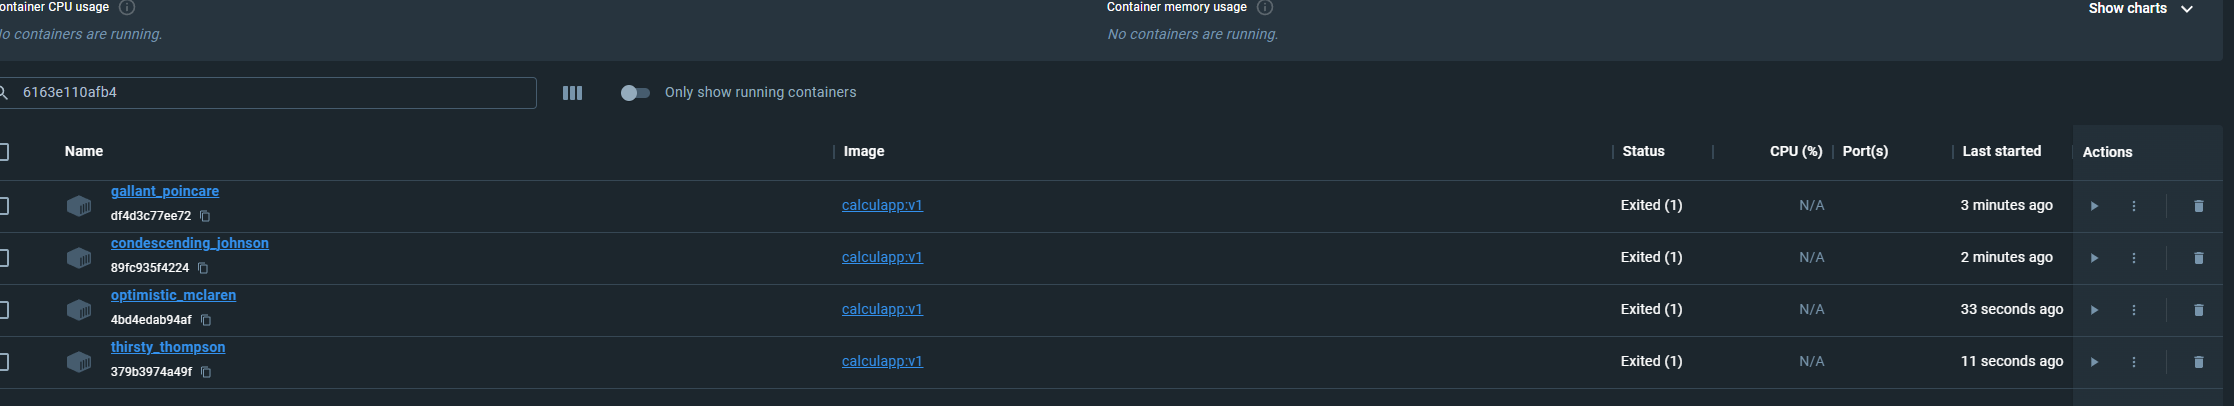 ontainer CPU usage
Container memory usage
Show charts
o containers are running.
No containers are running.
6163e110afb4
Only show running containers
Name Image Status CPU (%) Port(s) Last started Actions
gallant_poincare
df4d3c77ee72
calculapp:v1 Exited (1) N/A 3 minutes ago
condescending_johnson
89fc935f4224
calculapp:v1 Exited (1) N/A 2 minutes ago
optimistic_mclaren
4bd4edab94af
calculapp:v1 Exited (1) N/A 33 seconds ago
thirsty_thompson
379b3974a49f
calculapp:v1 Exited (1) N/A 11 seconds ago